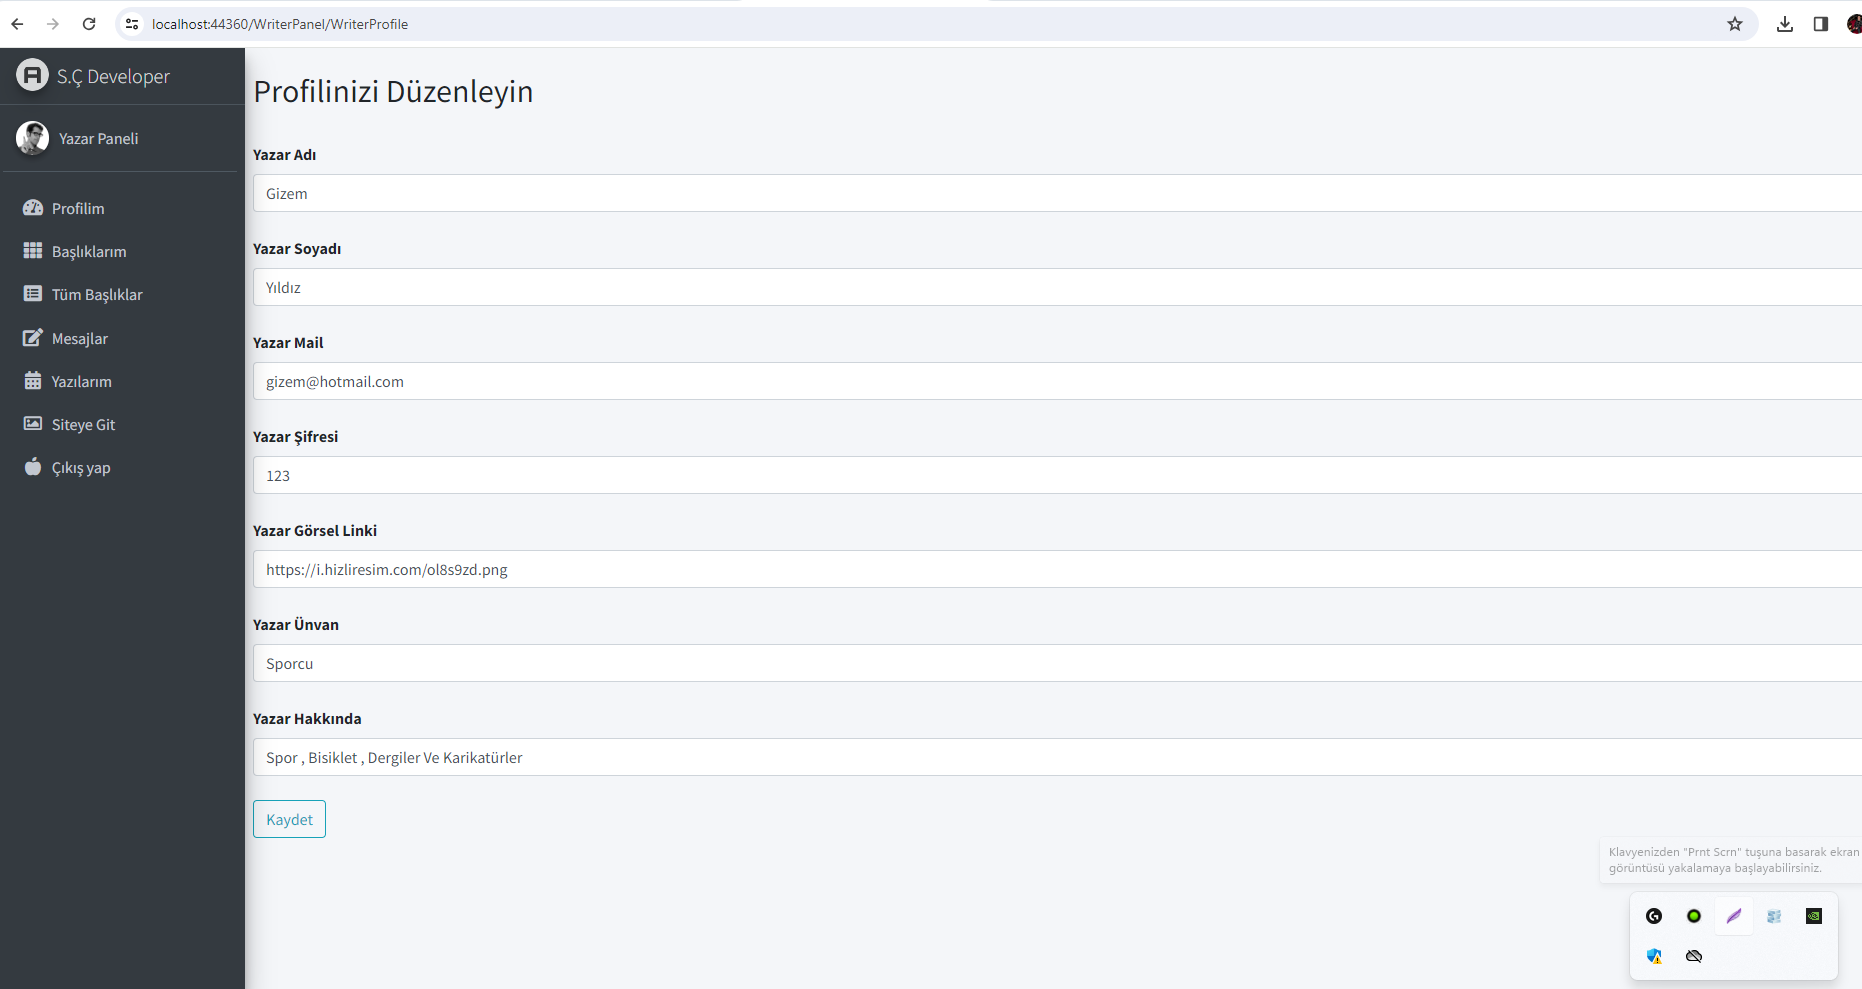 localhost:44360/WriterPanel/WriterProfile
S.Ç Developer
Yazar Paneli
Profilim
Başlıklarım
Tüm Başlıklar
Mesajlar
Yazılarım
Siteye Git
Çıkış yap
Profilinizi Düzenleyin
Yazar Adı
Gizem
Yazar Soyadı
Yıldız
Yazar Mail
gizem@hotmail.com
Yazar Şifresi
123
Yazar Görsel Linki
https://i.hizliresim.com/ol8s9zd.png
Yazar Ünvan
Sporcu
Yazar Hakkında
Spor , Bisiklet , Dergiler Ve Karikatürler
Kaydet
Klavyenizden "Prnt Scrn" tuşuna basarak ekran
görüntüsü yakalamaya başlayabilirsiniz.